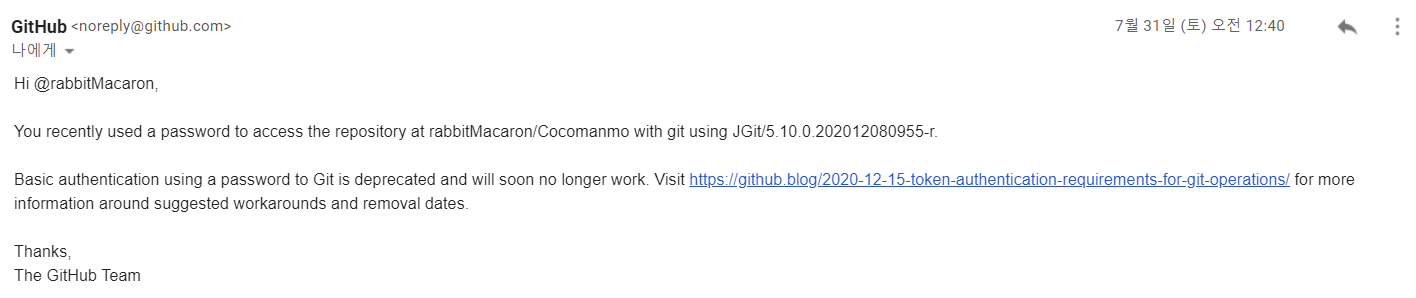 GitHub <noreply@github.com> 7월 31일 (토) 오전 12:40
나에게
Hi @rabbitMacaron,
You recently used a password to access the repository at rabbitMacaron/Cocomanmo with git using JGit/5.10.0.202012080955-r.
Basic authentication using a password to Git is deprecated and will soon no longer work. Visit https://github.blog/2020-12-15-token-authentication-requirements-for-git-operations/ for more
information around suggested workarounds and removal dates.
Thanks,
The GitHub Team